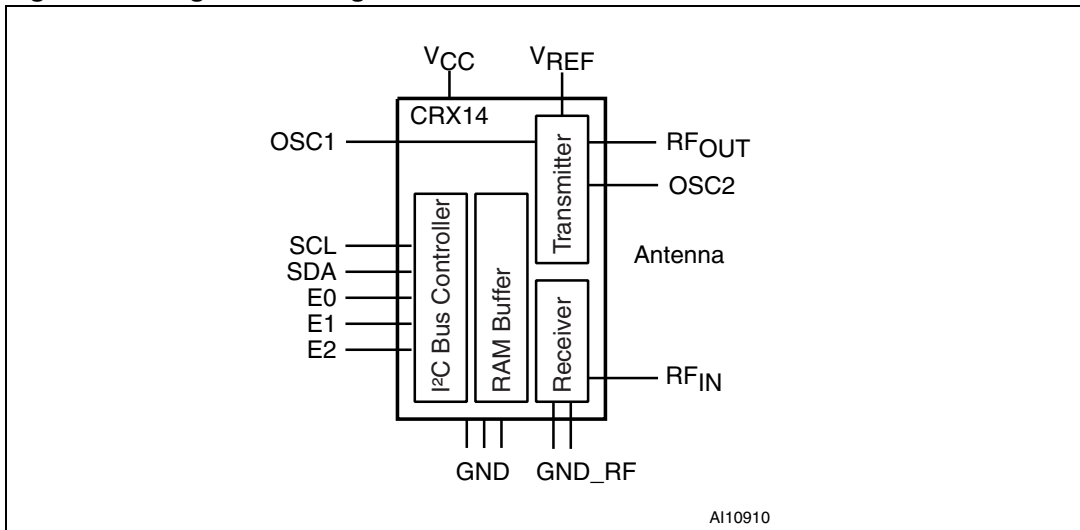 VCC VREF
CRX14
OSC1
RFOUT
OSC2
Transmitter
Antenna
SCL
SDA
E0
E1
E2
I²C Bus Controller
RAM Buffer
Receiver
RFIN
GND GND_RF
AI10910